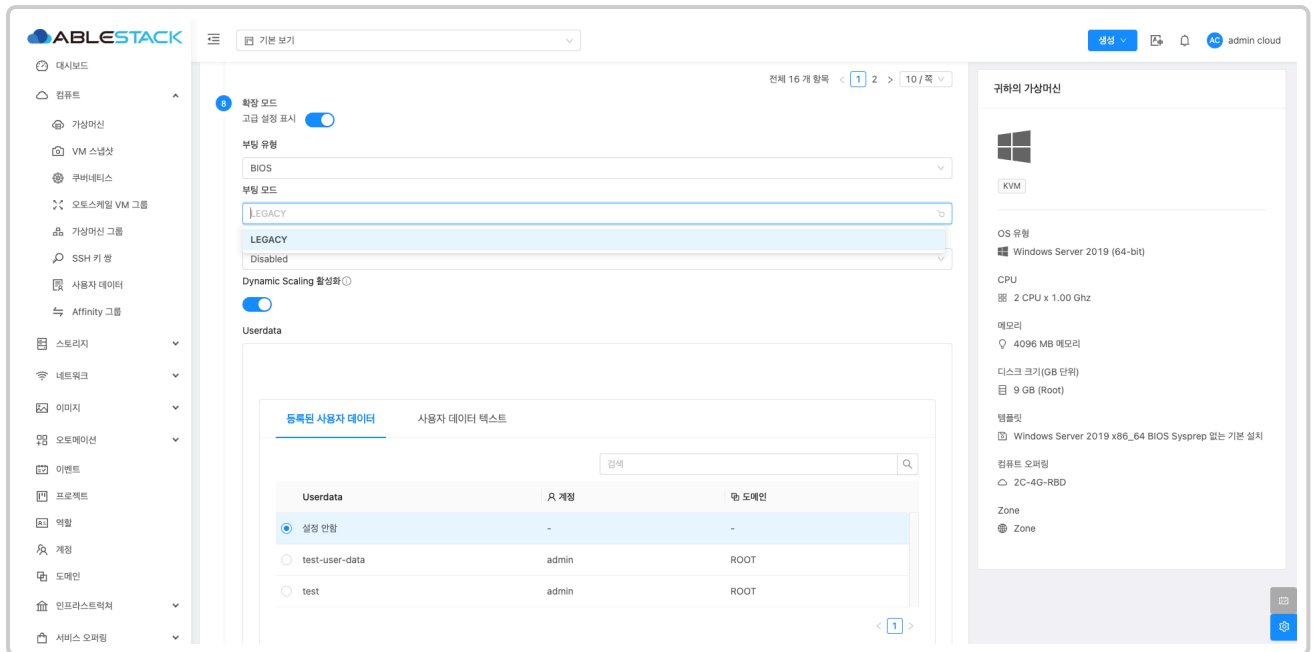 ABLESTACK
기본 보기
생성
AC admin cloud
대시보드
컴퓨트
가상머신
VM 스냅샷
쿠버네티스
오토스케일 VM 그룹
가상머신 그룹
SSH 키 쌍
사용자 데이터
Affinity 그룹
스토리지
네트워크
이미지
오토메이션
이벤트
프로젝트
역할
계정
도메인
인프라스트럭쳐
서비스 오퍼링
전체 16 개 항목 < 1 2 > 10 / 쪽
8 확장 모드
고급 설정 표시
부팅 유형
BIOS
부팅 모드
LEGACY
LEGACY
Disabled
Dynamic Scaling 활성화
Userdata
등록된 사용자 데이터 사용자 데이터 텍스트
검색
Userdata 계정 도메인
설정 안함 - -
test-user-data admin ROOT
test admin ROOT
< 1 >
귀하의 가상머신
KVM
OS 유형
Windows Server 2019 (64-bit)
CPU
2 CPU x 1.00 Ghz
메모리
4096 MB 메모리
디스크 크기(GB 단위)
9 GB (Root)
템플릿
Windows Server 2019 x86_64 BIOS Sysprep 없는 기본 설치
컴퓨트 오퍼링
2C-4G-RBD
Zone
Zone